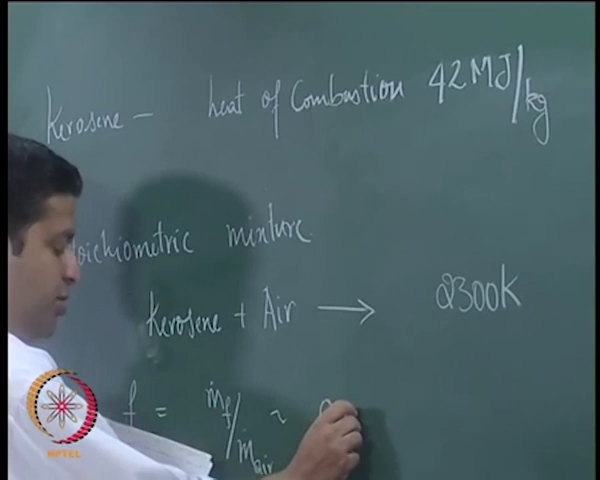 Kerosene — heat of Combustion 42 MJ/kg
oichiometric mixture.
Kerosene + Air → 2300K
f = ṁf/ṁair ~
NPTEL